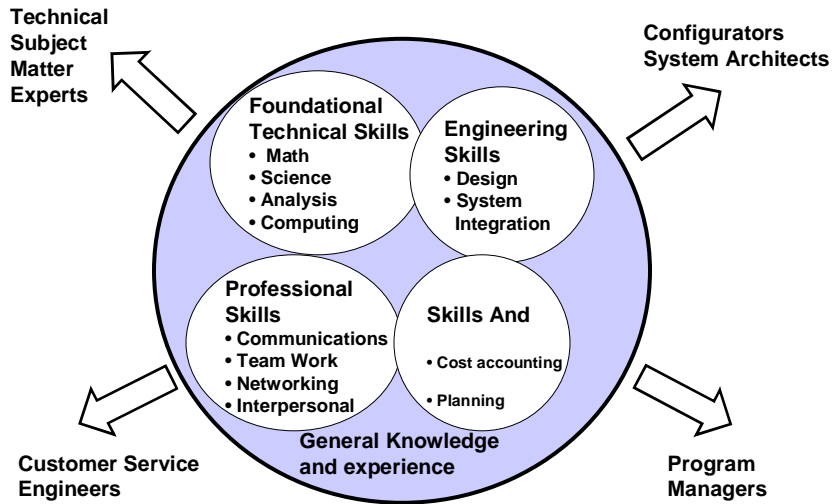 Technical
Subject
Matter
Experts
Configurators
System Architects
Foundational
Technical Skills
• Math
• Science
• Analysis
• Computing
Engineering
Skills
• Design
• System
Integration
Professional
Skills
• Communications
• Team Work
• Networking
• Interpersonal
Skills And
• Cost accounting
• Planning
General Knowledge
and experience
Customer Service
Engineers
Program
Managers